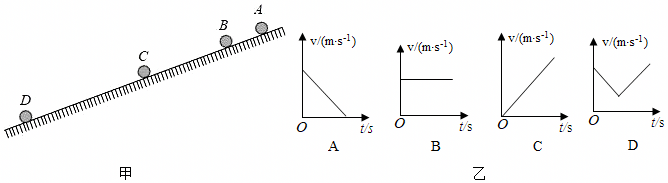 A
B
C
D
甲
v/(m·s-1)
O
t/s
A
v/(m·s-1)
O
t/s
B
v/(m·s-1)
O
t/s
C
v/(m·s-1)
O
t/s
D
乙